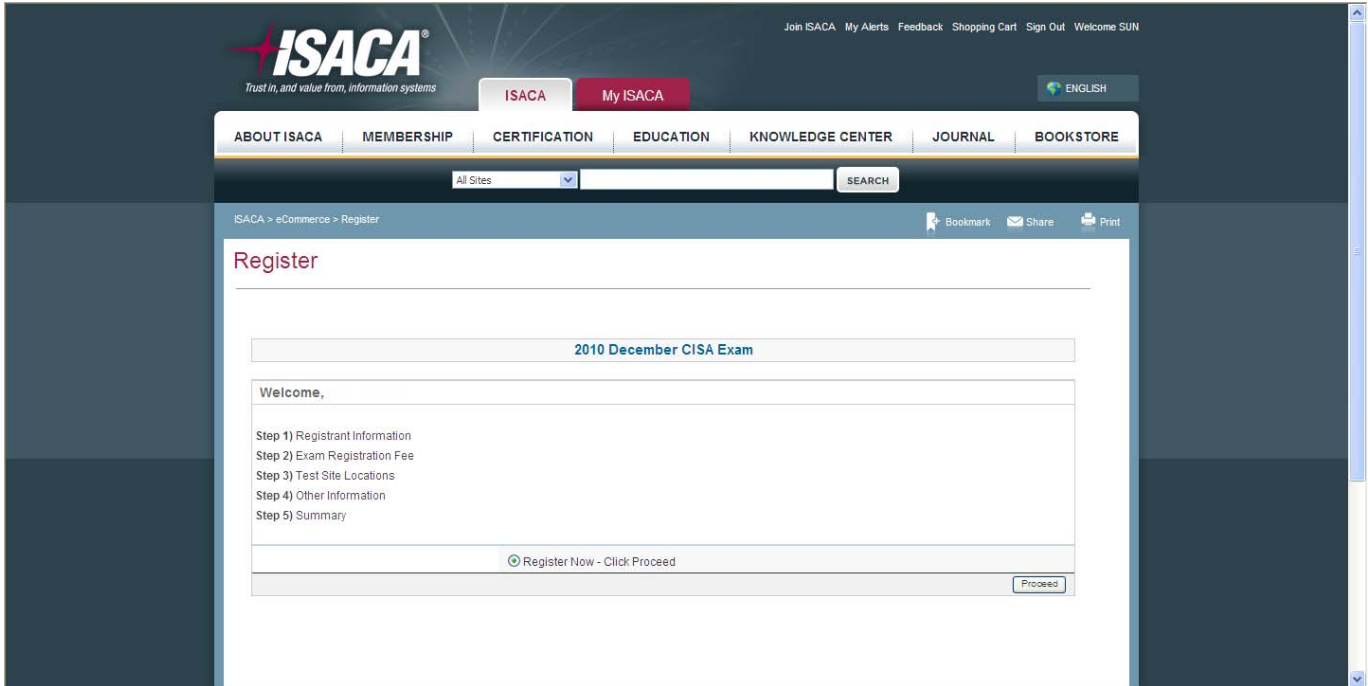 Join ISACA My Alerts Feedback Shopping Cart Sign Out Welcome SUN
ISACA®
Trust in, and value from, information systems
ISACA My ISACA
ENGLISH
ABOUT ISACA MEMBERSHIP CERTIFICATION EDUCATION KNOWLEDGE CENTER JOURNAL BOOKSTORE
All Sites SEARCH
ISACA > eCommerce > Register Bookmark Share Print
Register
2010 December CISA Exam
Welcome,
Step 1) Registrant Information
Step 2) Exam Registration Fee
Step 3) Test Site Locations
Step 4) Other Information
Step 5) Summary
Register Now - Click Proceed
Proceed